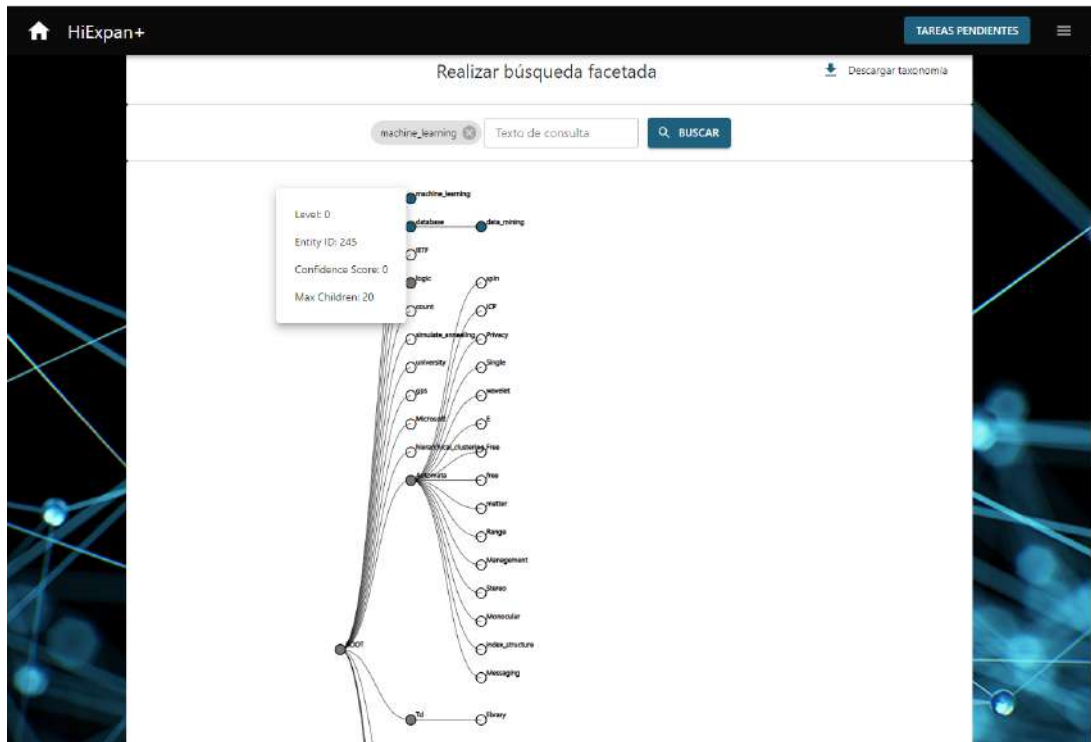 HiExpan+
TAREAS PENDIENTES
Realizar búsqueda facetada
Descargar taxonomía
machine_learning
Texto de consulta
BUSCAR
machine_learning
Level: 0
database
data_mining
Entity ID: 245
IETF
Confidence Score: 0
logic
spin
Max Children: 20
count
ICP
simulate_annealing
Privacy
university
Single
gps
wavelet
Microsoft
E
hierarchical_clustering
Free
Automata
free
matter
Range
Management
Stereo
Monocular
ROOT
index_structure
Messaging
Tcl
library